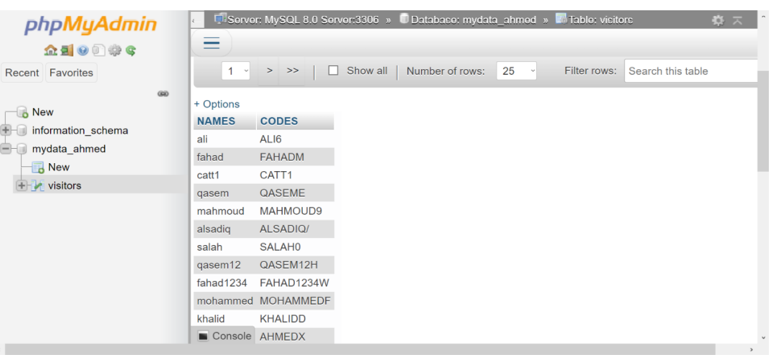 phpMyAdmin
Recent Favorites
New
information_schema
mydata_ahmed
New
visitors
Server: MySQL 8.0 Server:3306 » Database: mydata_ahmed » Table: visitors
1 > >> Show all Number of rows: 25 Filter rows: Search this table
+ Options
NAMES CODES
ali ALI6
fahad FAHADM
catt1 CATT1
qasem QASEME
mahmoud MAHMOUD9
alsadiq ALSADIQ/
salah SALAH0
qasem12 QASEM12H
fahad1234 FAHAD1234W
mohammed MOHAMMEDF
khalid KHALIDD
Console AHMEDX